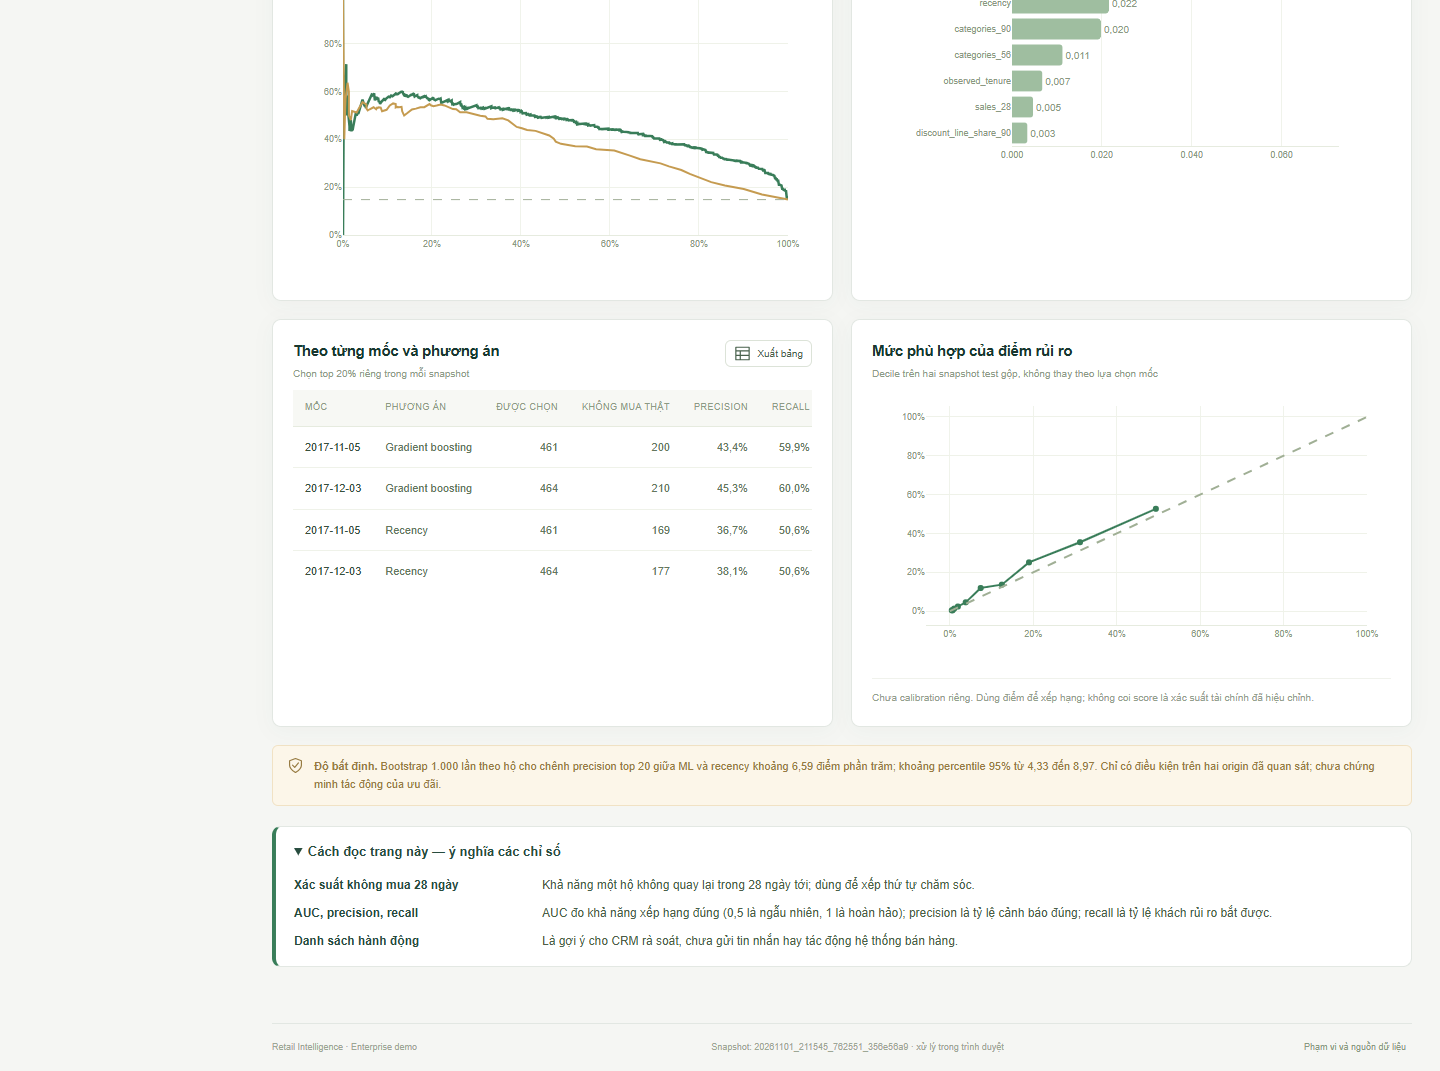 80%
60%
40%
20%
0%
0% 20% 40% 60% 80% 100%
recency 0,022
categories_90 0,020
categories_56 0,011
observed_tenure 0,007
sales_28 0,005
discount_line_share_90 0,003
0.000 0.020 0.040 0.060
Theo từng mốc và phương án
Xuất bảng
Chọn top 20% riêng trong mỗi snapshot
MỐC PHƯƠNG ÁN ĐƯỢC CHỌN KHÔNG MUA THẬT PRECISION RECALL
2017-11-05 Gradient boosting 461 200 43,4% 59,9%
2017-12-03 Gradient boosting 464 210 45,3% 60,0%
2017-11-05 Recency 461 169 36,7% 50,6%
2017-12-03 Recency 464 177 38,1% 50,6%
Mức phù hợp của điểm rủi ro
Decile trên hai snapshot test gộp, không thay theo lựa chọn mốc
100%
80%
60%
40%
20%
0%
0% 20% 40% 60% 80% 100%
Chưa calibration riêng. Dùng điểm để xếp hạng; không coi score là xác suất tài chính đã hiệu chỉnh.
Độ bất định. Bootstrap 1.000 lần theo hộ cho chênh precision top 20 giữa ML và recency khoảng 6,59 điểm phần trăm; khoảng percentile 95% từ 4,33 đến 8,97. Chỉ có điều kiện trên hai origin đã quan sát; chưa chứng
minh tác động của ưu đãi.
▼ Cách đọc trang này — ý nghĩa các chỉ số
Xác suất không mua 28 ngày Khả năng một hộ không quay lại trong 28 ngày tới; dùng để xếp thứ tự chăm sóc.
AUC, precision, recall AUC đo khả năng xếp hạng đúng (0,5 là ngẫu nhiên, 1 là hoàn hảo); precision là tỷ lệ cảnh báo đúng; recall là tỷ lệ khách rủi ro bắt được.
Danh sách hành động Là gợi ý cho CRM rà soát, chưa gửi tin nhắn hay tác động hệ thống bán hàng.
Retail Intelligence · Enterprise demo
Snapshot: 20261101_211545_762551_356e56a9 · xử lý trong trình duyệt
Phạm vi và nguồn dữ liệu